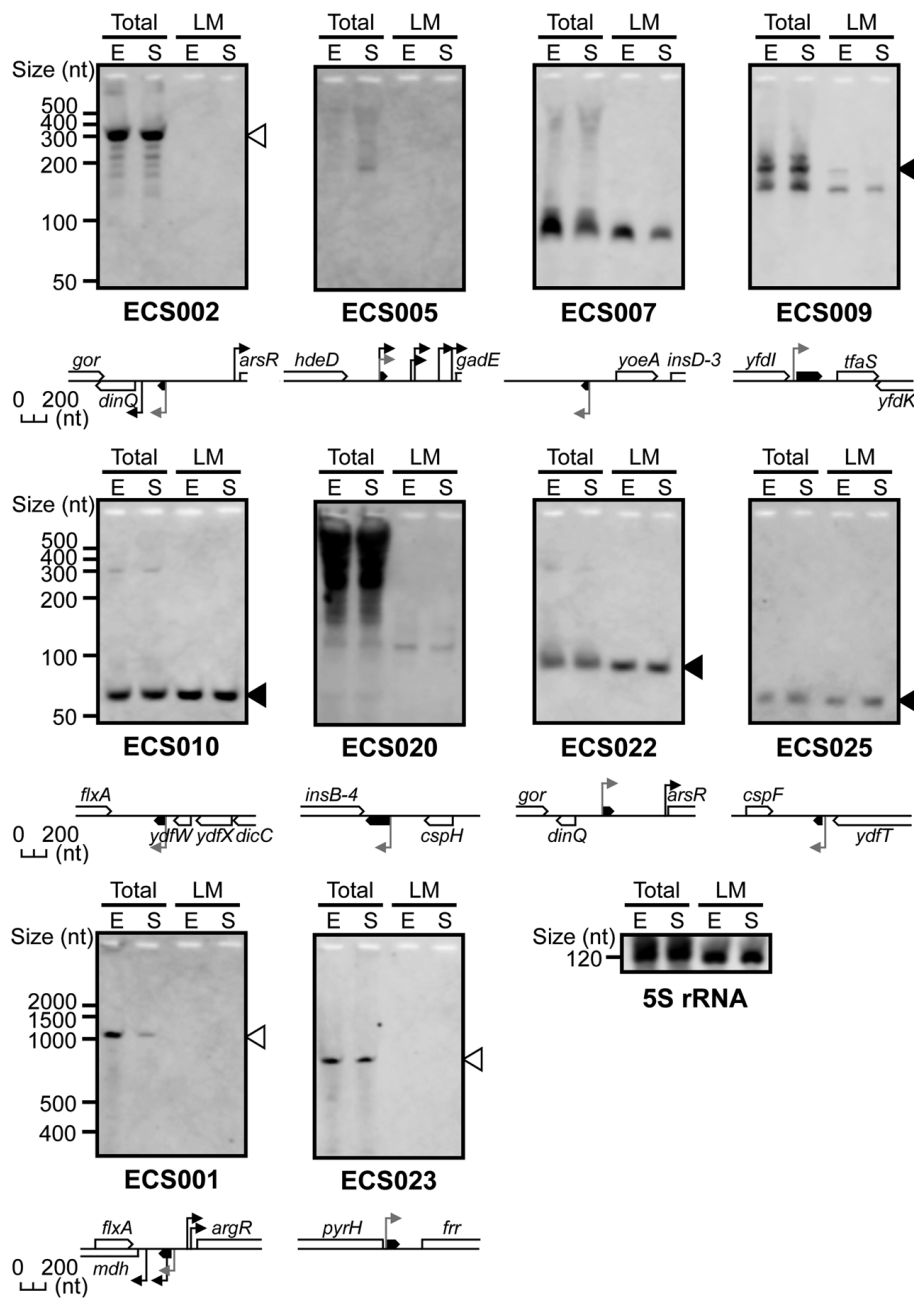 Total LM Total LM Total LM Total LM
E S E S E S E S E S E S E S E S
Size (nt)
500
400
300
200
100
50
ECS002 ECS005 ECS007 ECS009
gor arsR hdeD gadE yoeA insD-3 yfdI tfaS
dinQ yfdK
0 200
(nt)
Total LM Total LM Total LM Total LM
E S E S E S E S E S E S E S E S
Size (nt)
500
400
300
200
100
50
ECS010 ECS020 ECS022 ECS025
flxA insB-4 gor arsR cspF
ydfW ydfX dicC cspH dinQ ydfT
0 200
(nt)
Total LM Total LM Total LM
E S E S E S E S E S E S
Size (nt) Size (nt)
120
5S rRNA
2000
1500
1000
500
400
ECS001 ECS023
flxA argR pyrH frr
mdh
0 200
(nt)